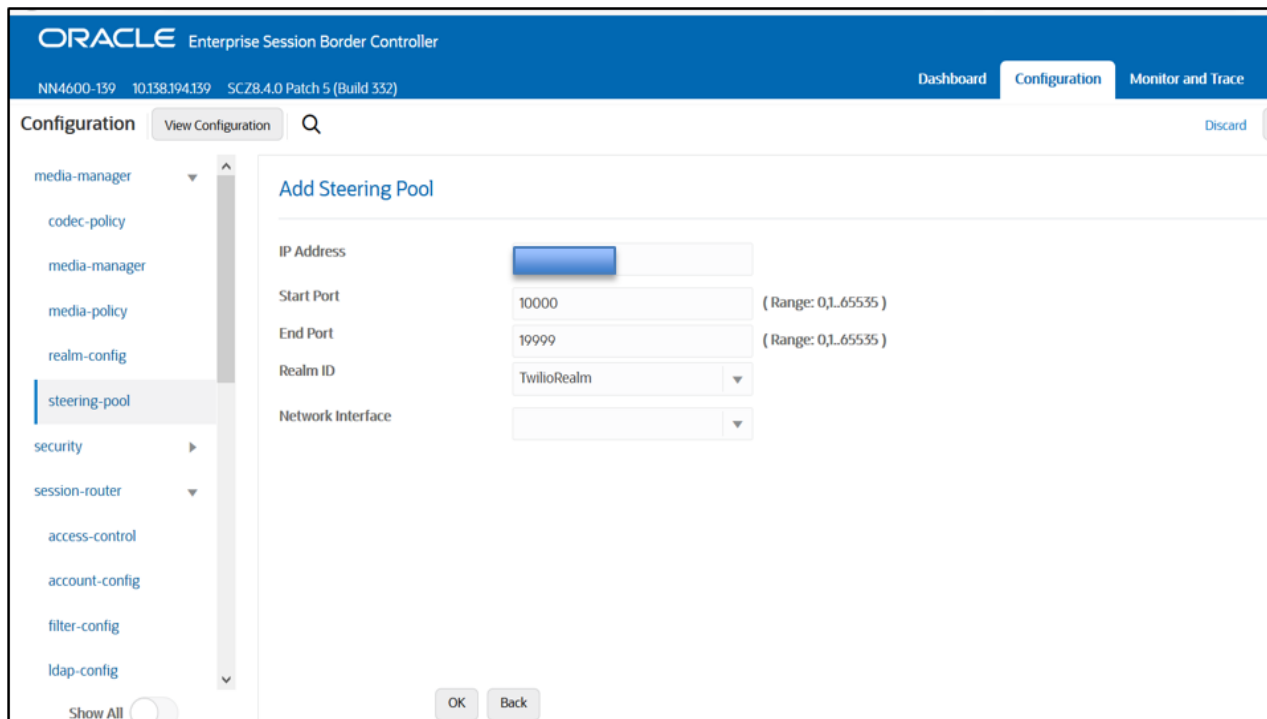 ORACLE Enterprise Session Border Controller
NN4600-139 10.138.194.139 SCZ8.4.0 Patch 5 (Build 332)
Dashboard Configuration Monitor and Trace
Configuration View Configuration Discard
media-manager
codec-policy
media-manager
media-policy
realm-config
steering-pool
security
session-router
access-control
account-config
filter-config
ldap-config
Show All
Add Steering Pool
IP Address
Start Port 10000 ( Range: 0,1..65535 )
End Port 19999 ( Range: 0,1..65535 )
Realm ID TwilioRealm
Network Interface
OK Back